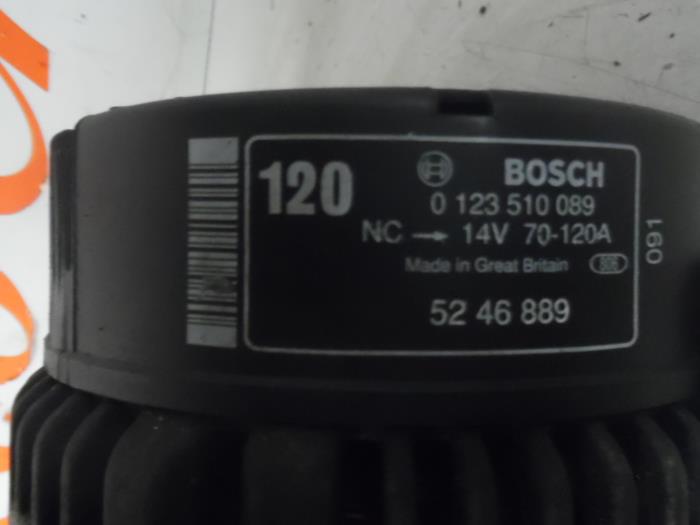 120
BOSCH
0 123 510 089
NC → 14V 70-120A
Made in Great Britain
52 46 889
091